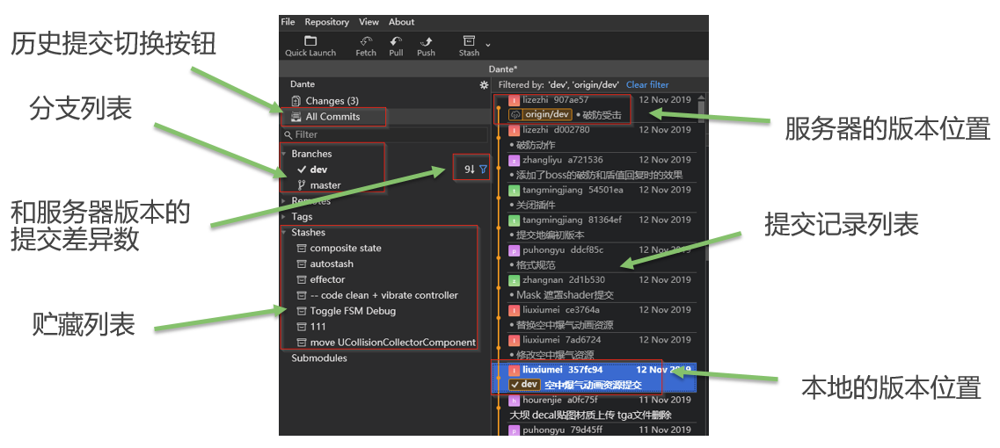 File Repository View About
Quick Launch Fetch Pull Push Stash
Dante*
历史提交切换按钮
分支列表
和服务器版本的
提交差异数
贮藏列表
Dante
Changes (3)
All Commits
Filter
Branches
dev
9↓
master
Remotes
Tags
Stashes
composite state
autostash
effector
-- code clean + vibrate controller
Toggle FSM Debug
111
move UCollisionCollectorComponent
Submodules
Filtered by: 'dev', 'origin/dev' Clear filter
l lizezhi 907ae57 12 Nov 2019
origin/dev • 破防受击
l lizezhi d002780 12 Nov 2019
• 破防动作
z zhangliyu a721536 12 Nov 2019
• 添加了boss的破防和盾值回复时的效果
t tangmingjiang 54501ea 12 Nov 2019
• 关闭插件
t tangmingjiang 81364ef 12 Nov 2019
• 提交地编初版本
p puhongyu ddcf85c 12 Nov 2019
• 格式规范
z zhangnan 2d1b530 12 Nov 2019
• Mask 遮罩shader提交
l liuxiumei ce3764a 12 Nov 2019
• 替换空中爆气动画资源
l liuxiumei 7ad6724 12 Nov 2019
• 修改空中爆气资源
l liuxiumei 357fc94 12 Nov 2019
dev 空中爆气动画资源提交
h hourenjie a0fc75f 11 Nov 2019
大坝 decal贴图材质上传 tga文件删除
p puhongyu 79d45ff 11 Nov 2019
服务器的版本位置
提交记录列表
本地的版本位置